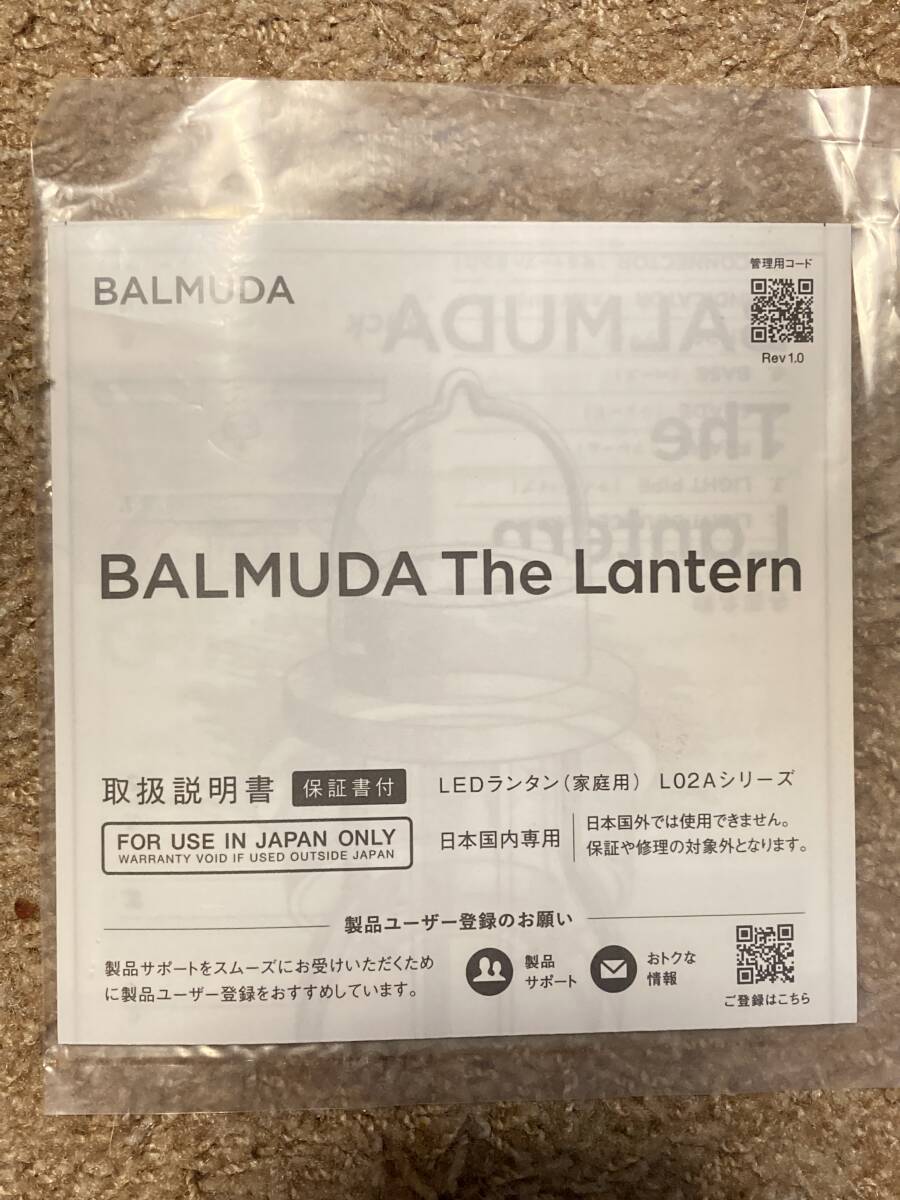 BALMUDA
管理用コード
Rev 1.0
BALMUDA
The
Lantern
BALMUDA The Lantern
取扱説明書 保証書付
LEDランタン(家庭用) L02Aシリーズ
FOR USE IN JAPAN ONLY
WARRANTY VOID IF USED OUTSIDE JAPAN
日本国内専用
日本国外では使用できません。
保証や修理の対象外となります。
製品ユーザー登録のお願い
製品サポートをスムーズにお受けいただくため
に製品ユーザー登録をおすすめしています。
製品
サポート
おトクな
情報
ご登録はこちら